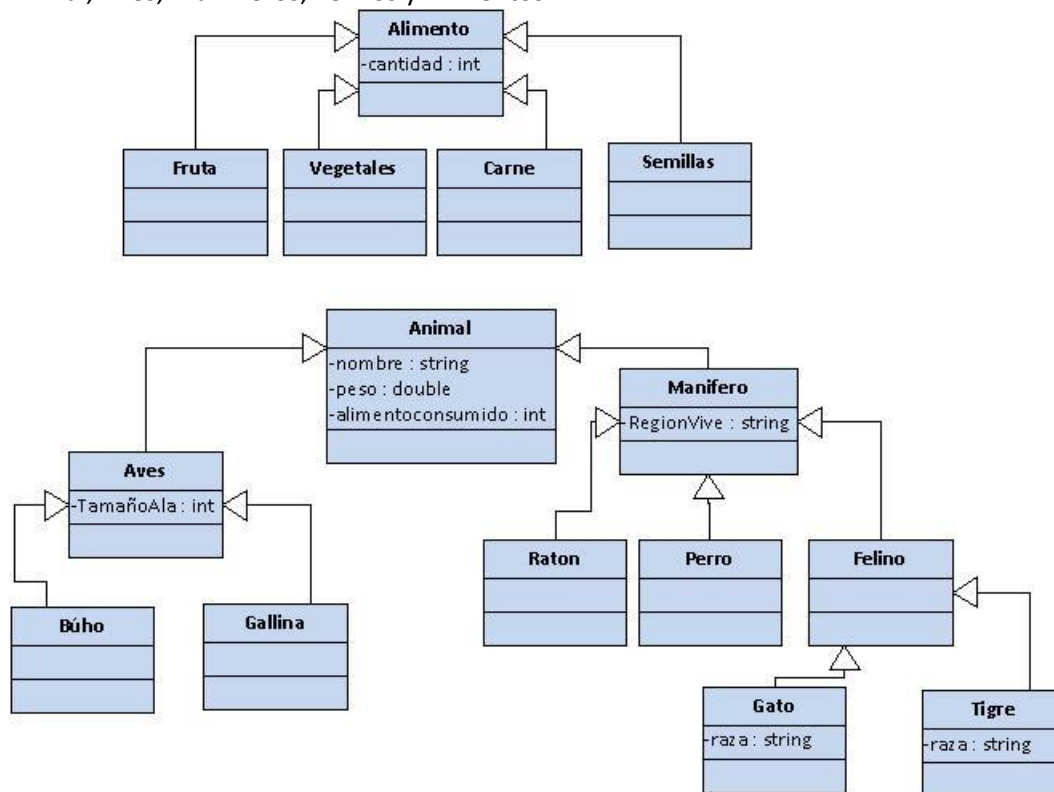 Alimento
-cantidad : int
Fruta
Vegetales
Carne
Semillas
Animal
-nombre : string
-peso : double
-alimentoconsumido : int
Manifero
-RegionVive : string
Aves
-TamañoAla : int
Raton
Perro
Felino
Búho
Gallina
Gato
-raza : string
Tigre
-raza : string